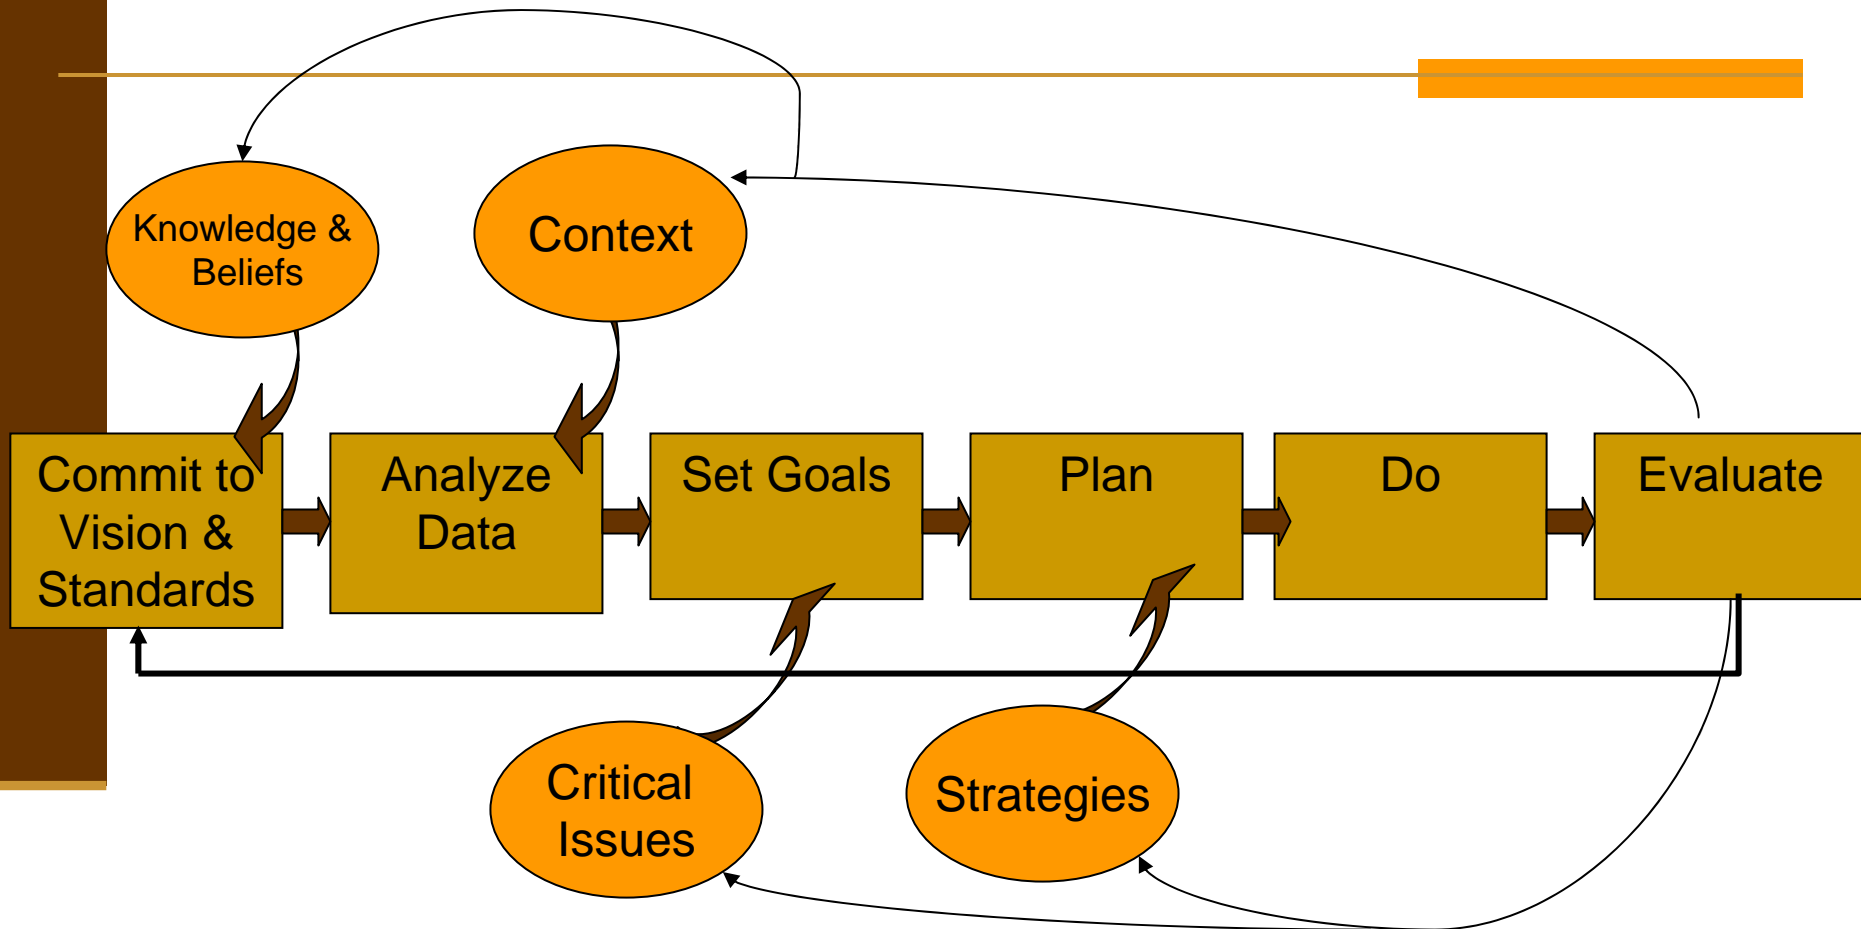 Knowledge &
Beliefs
Context
Commit to
Vision &
Standards
Analyze
Data
Set Goals
Plan
Do
Evaluate
Critical
Issues
Strategies